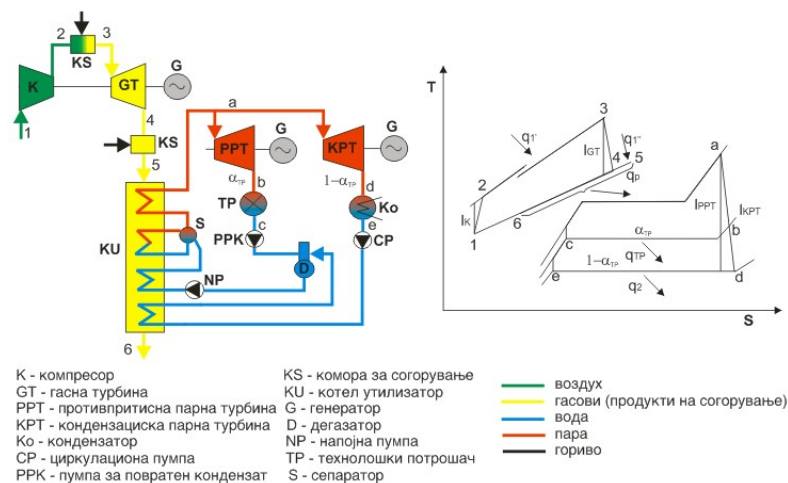 2
3
KS
G
K
GT
1
4
KS
5
a
G
G
PPT
KPT
αTP
b
1−αTP
d
TP
Ko
c
e
PPK
CP
S
KU
D
NP
6
T
3
q1'
q1''
lGT
4
5
qp
a
2
lK
6
1
lPPT
lKPT
c
αTP
b
qTP
1−αTP
e
q2
d
S
K - компресор
GT - гасна турбина
PPT - противпритисна парна турбина
KPT - кондензациска парна турбина
Ko - кондензатор
CP - циркулациона пумпа
PPK - пумпа за повратен кондензат
KS - комора за согорување
KU - котел утилизатор
G - генератор
D - дегазатор
NP - напојна пумпа
TP - технолошки потрошач
S - сепаратор
воздух
гасови (продукти на согорување)
вода
пара
гориво